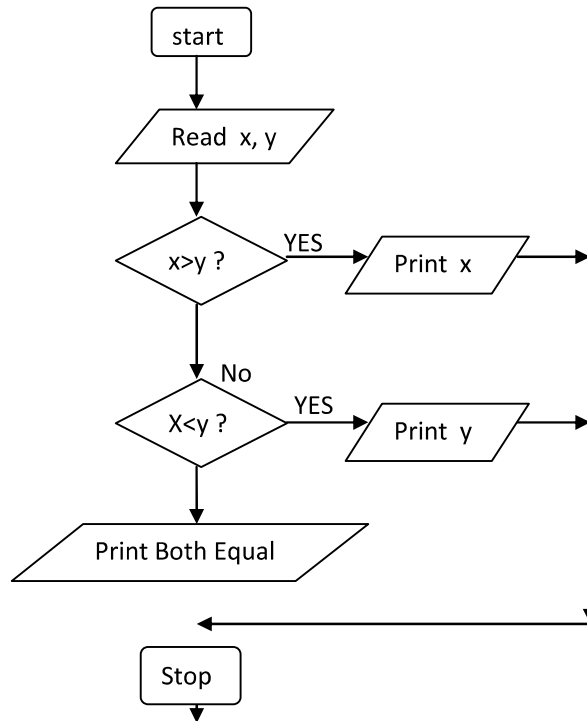 start
Read x, y
x>y ?
YES
Print x
No
X<y ?
YES
Print y
Print Both Equal
Stop